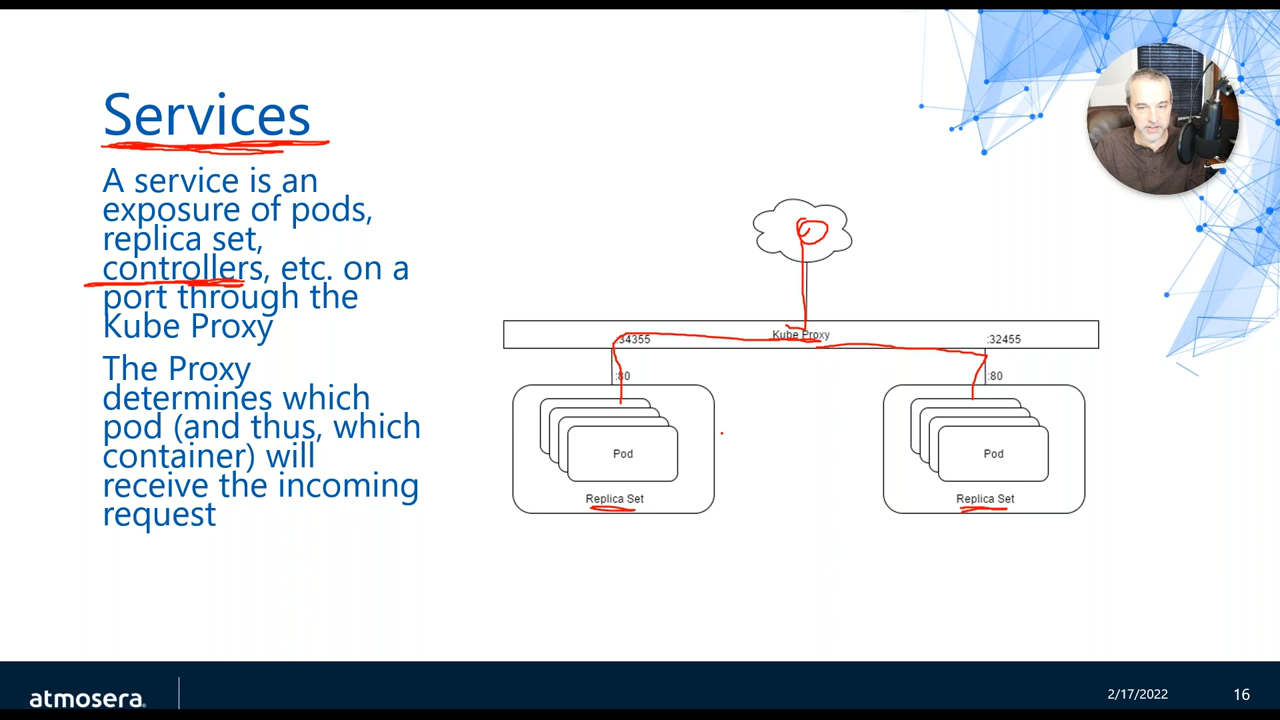 Services
A service is an
exposure of pods,
replica set,
controllers, etc. on a
port through the
Kube Proxy
The Proxy
determines which
pod (and thus, which
container) will
receive the incoming
request
Kube Proxy
:34355
:32455
:80
:80
Pod
Pod
Replica Set
Replica Set
atmosera
2/17/2022
16